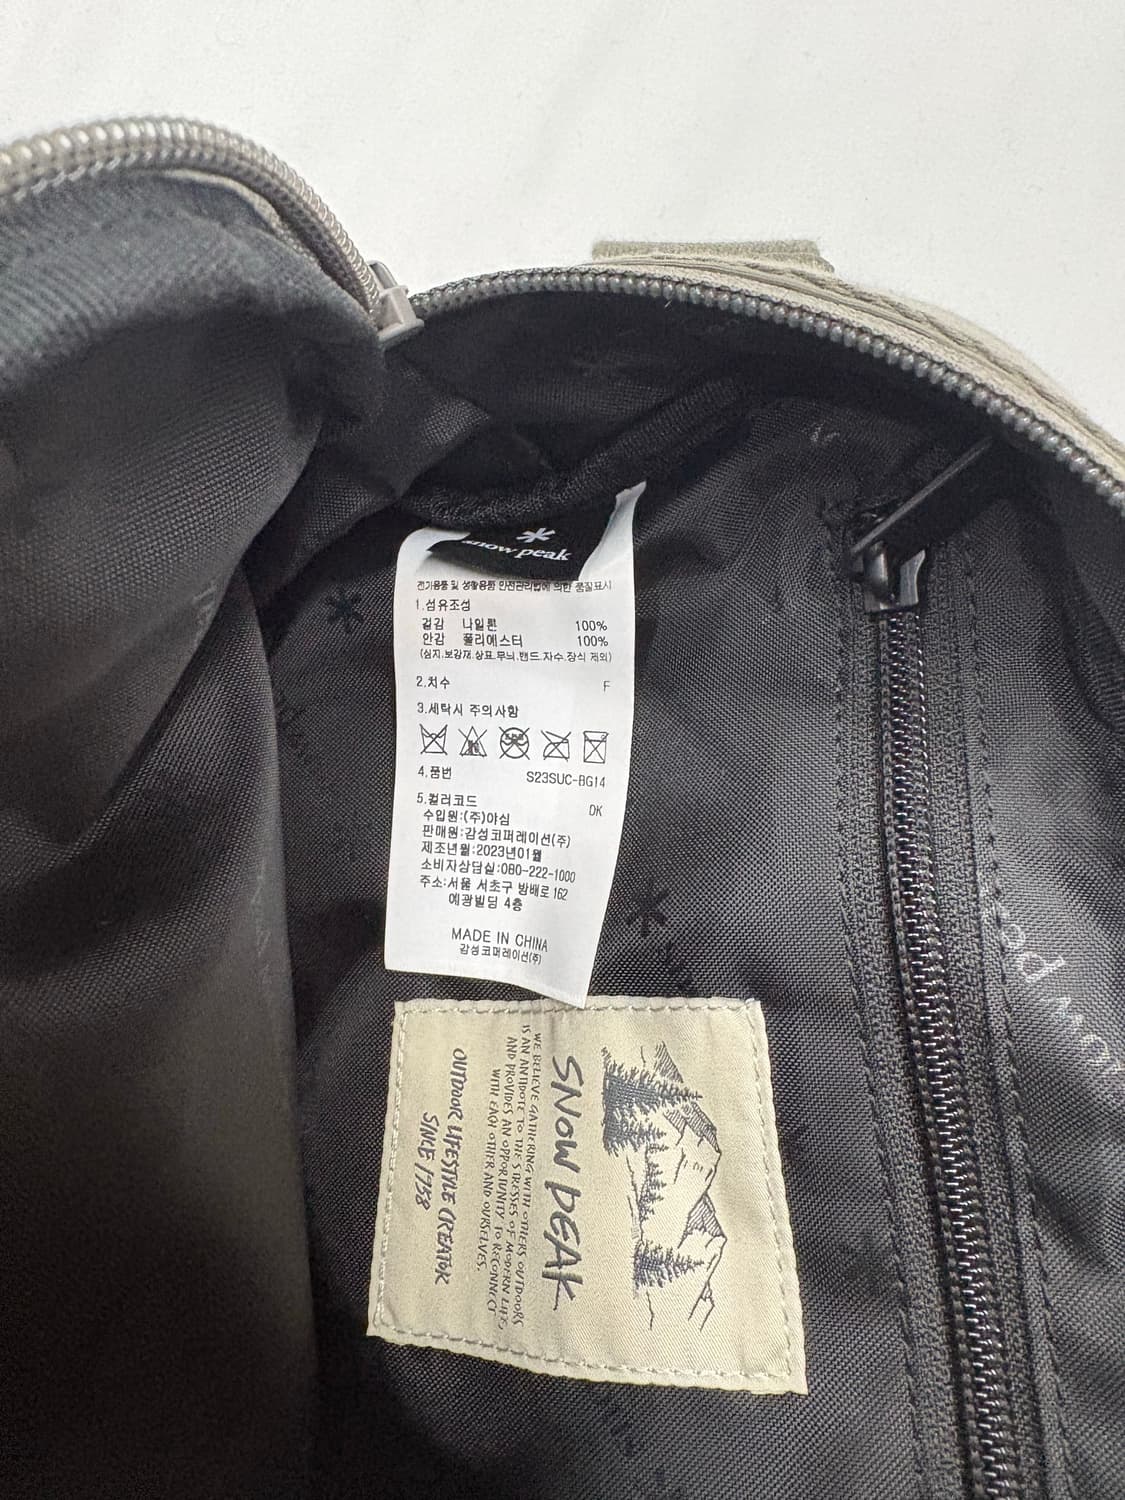 snow peak
전기용품 및 생활용품 안전관리법에 의한 품질표시
1.섬유조성
겉감 나일론 100%
안감 폴리에스터 100%
(심지.보강재.상표.무늬.밴드.자수.장식 제외)
2.치수 F
3.세탁시 주의사항
4.품번 S23SUC-BG14
5.컬러코드 DK
수입원:(주)아심
판매원:감성코퍼레이션(주)
제조년월:2023년01월
소비자상담실:080-222-1000
주소:서울 서초구 방배로 162
예광빌딩 4층
MADE IN CHINA
감성코퍼레이션(주)
SNOW PEAK
WE BELIEVE GATHERING WITH OTHERS OUTDOORS
IS AN ANTIDOTE TO THE STRESSES OF MODERN LIFE,
AND PROVIDES AN OPPORTUNITY TO RECONNECT
WITH EACH OTHER AND OURSELVES.
OUTDOOR LIFESTYLE CREATOR
SINCE 1958